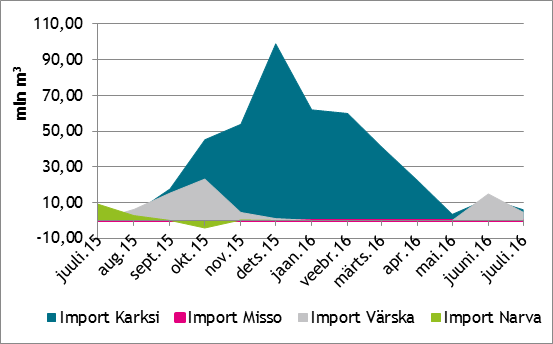 110,00
90,00
70,00
50,00
30,00
10,00
-10,00
mln m³
juuli.15
aug.15
sept.15
okt.15
nov.15
dets.15
jaan.16
veebr.16
märts.16
apr.16
mai.16
juuni.16
juuli.16
Import Karksi Import Misso Import Värska Import Narva